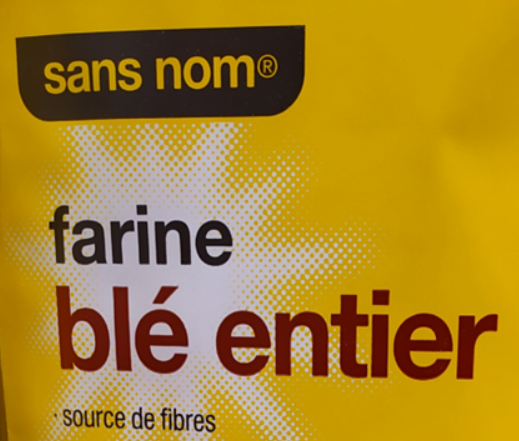 sans nom®
farine
blé entier
· source de fibres